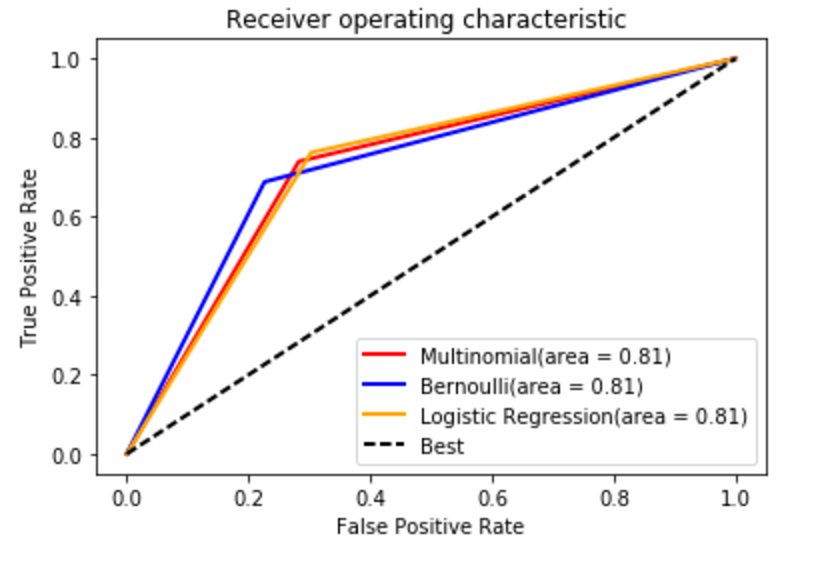 Receiver operating characteristic
True Positive Rate
1.0
0.8
0.6
0.4
0.2
0.0
Multinomial(area = 0.81)
Bernoulli(area = 0.81)
Logistic Regression(area = 0.81)
Best
0.0 0.2 0.4 0.6 0.8 1.0
False Positive Rate